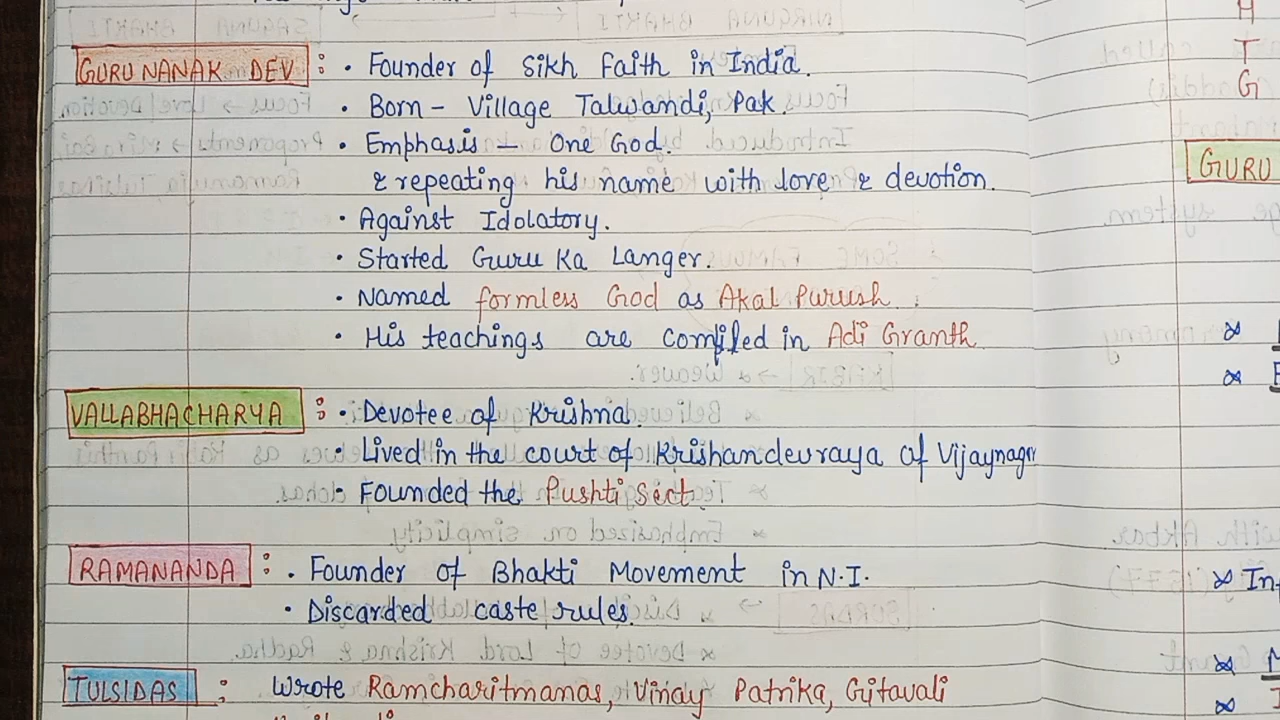 GURU NANAK DEV : • Founder of Sikh Faith in India.
• Born - Village Talwandi, Pak.
• Emphasis - One God.
& repeating his name with love & devotion.
• Against Idolatory.
• Started Guru Ka Langer.
• Named formless God as Akal Purush.
• His teachings are compiled in Adi Granth
VALLABHACHARYA : • Devotee of Krishna.
• Lived in the court of Krishandevraya of Vijaynagr
• Founded the Pushti Sect.
RAMANANDA : • Founder of Bhakti Movement in N.I.
• Discarded caste rules.
TULSIDAS : Wrote Ramcharitmanas, Vinay Patrika, Gitavali
H
T
G
GURU